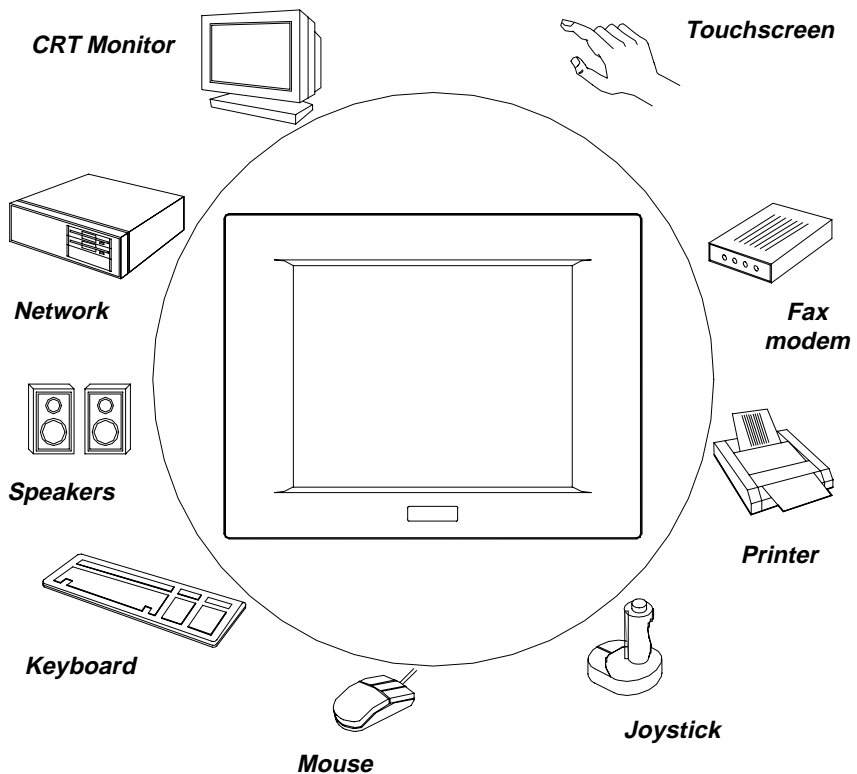 CRT Monitor
Touchscreen
Network
Fax
modem
Speakers
Printer
Keyboard
Joystick
Mouse